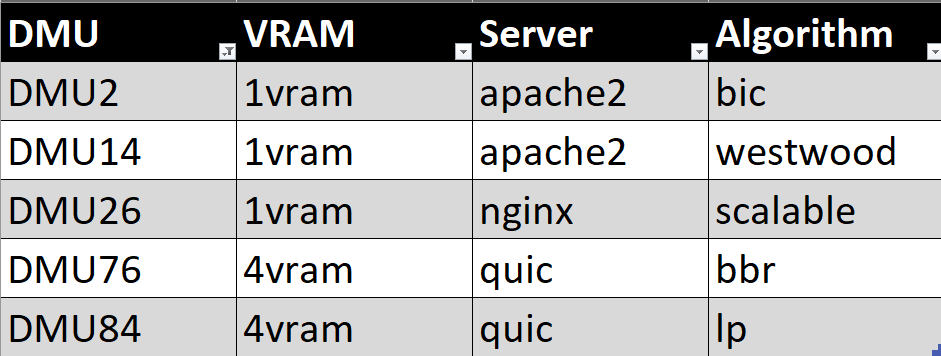 DMU VRAM Server Algorithm
DMU2 1vram apache2 bic
DMU14 1vram apache2 westwood
DMU26 1vram nginx scalable
DMU76 4vram quic bbr
DMU84 4vram quic lp